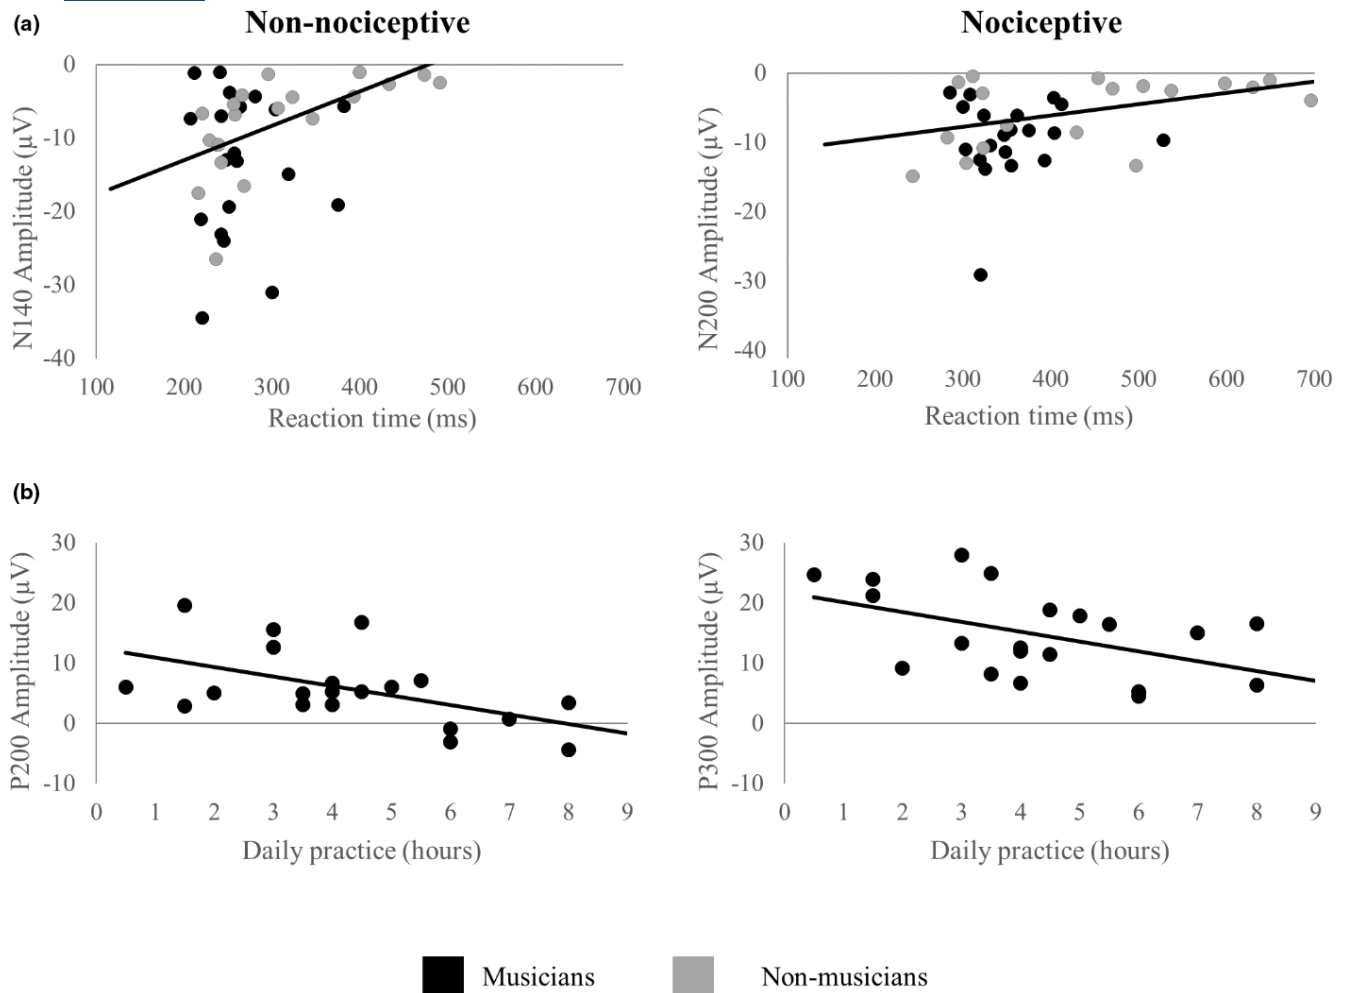 (a)
Non-nociceptive
Nociceptive
N140 Amplitude (µV)
0
-10
-20
-30
-40
100 200 300 400 500 600 700
Reaction time (ms)
N200 Amplitude (µV)
0
-10
-20
-30
-40
100 200 300 400 500 600 700
Reaction time (ms)
(b)
P200 Amplitude (µV)
30
20
10
0
-10
0 1 2 3 4 5 6 7 8 9
Daily practice (hours)
P300 Amplitude (µV)
30
20
10
0
-10
0 1 2 3 4 5 6 7 8 9
Daily practice (hours)
Musicians
Non-musicians